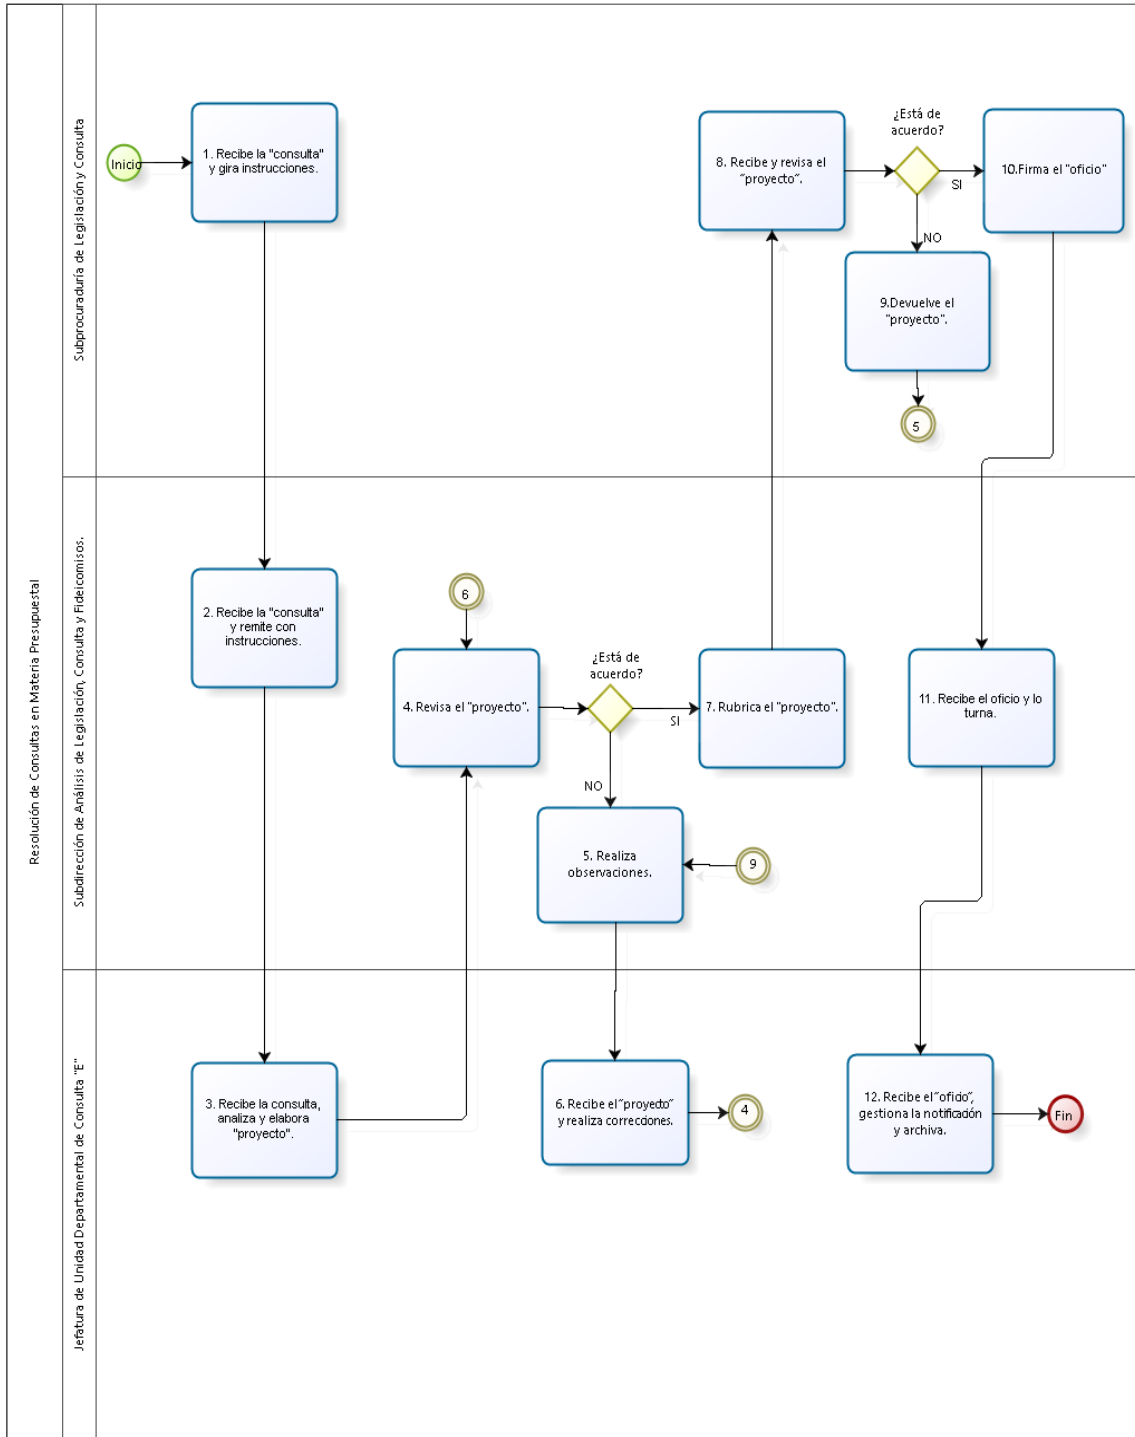 Resolución de Consultas en Materia Presupuestal
Subprocuraduría de Legislación y Consulta
Inicio
1. Recibe la "consulta"
y gira instrucciones.
8. Recibe y revisa el
"proyecto".
¿Está de
acuerdo?
SI
NO
10.Firma el "oficio"
9.Devuelve el
"proyecto".
5
Subdirección de Análisis de Legislación, Consulta y Fideicomisos.
2. Recibe la "consulta"
y remite con
instrucciones.
6
4. Revisa el "proyecto".
¿Está de
acuerdo?
SI
NO
7. Rubrica el "proyecto".
5. Realiza
observaciones.
9
11. Recibe el oficio y lo
turna.
Jefatura de Unidad Departamental de Consulta "E"
3. Recibe la consulta,
analiza y elabora
"proyecto".
6. Recibe el "proyecto"
y realiza correcciones.
4
12. Recibe el "oficio",
gestiona la notificación
y archiva.
Fin